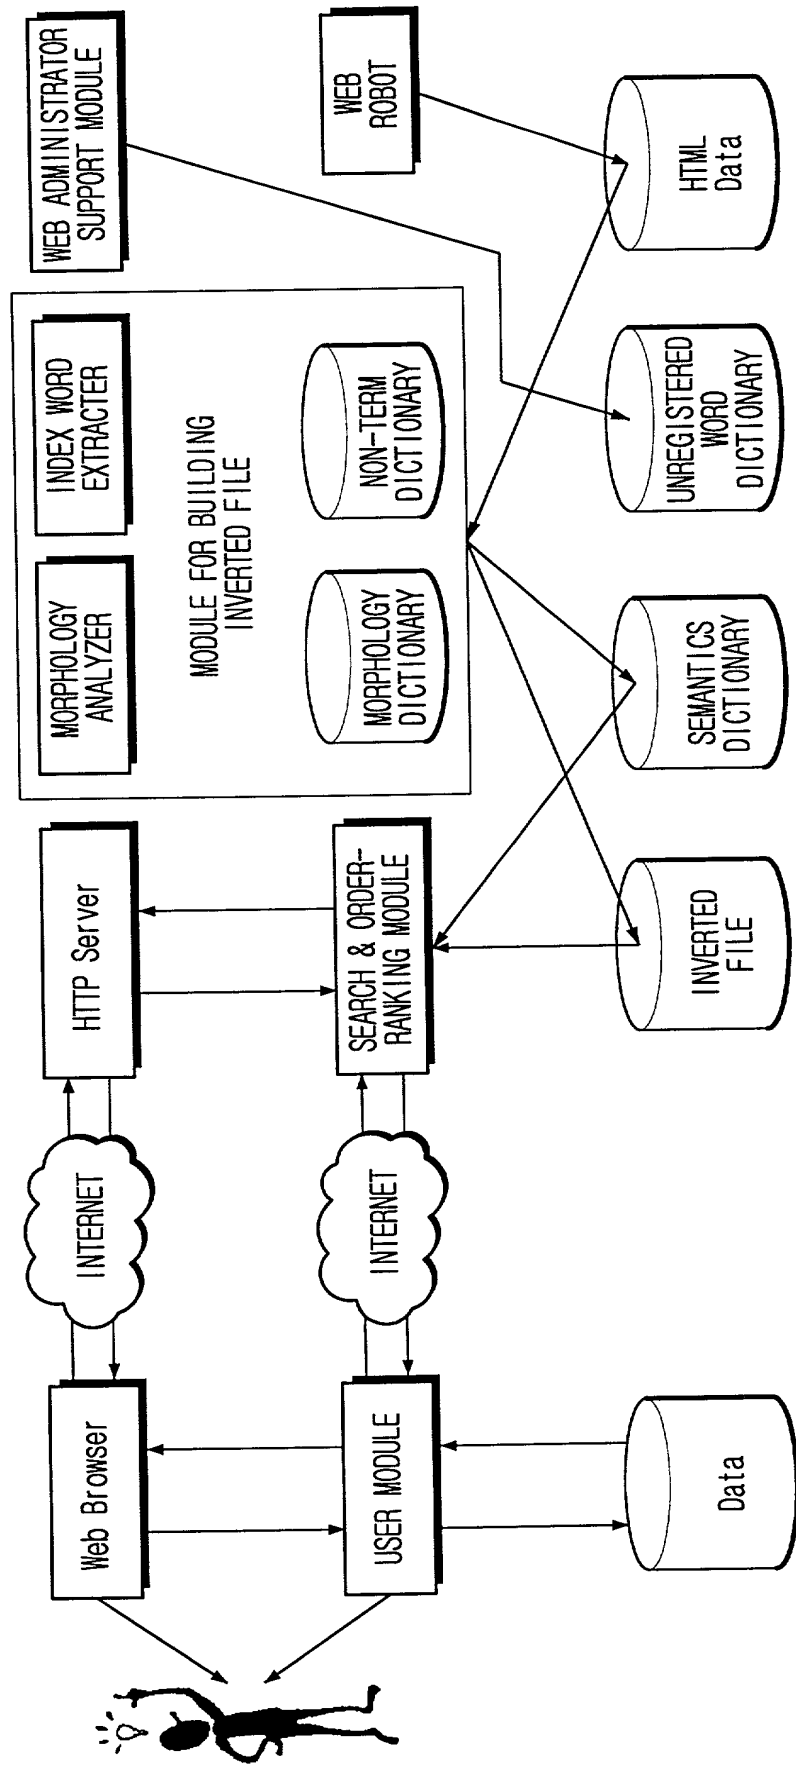 Web Browser
INTERNET
HTTP Server
MORPHOLOGY
ANALYZER
INDEX WORD
EXTRACTER
WEB ADMINISTRATOR
SUPPORT MODULE
MODULE FOR BUILDING
INVERTED FILE
USER MODULE
INTERNET
SEARCH & ORDER-
RANKING MODULE
MORPHOLOGY
DICTIONARY
NON-TERM
DICTIONARY
WEB
ROBOT
Data
INVERTED
FILE
SEMANTICS
DICTIONARY
UNREGISTERED
WORD
DICTIONARY
HTML
Data